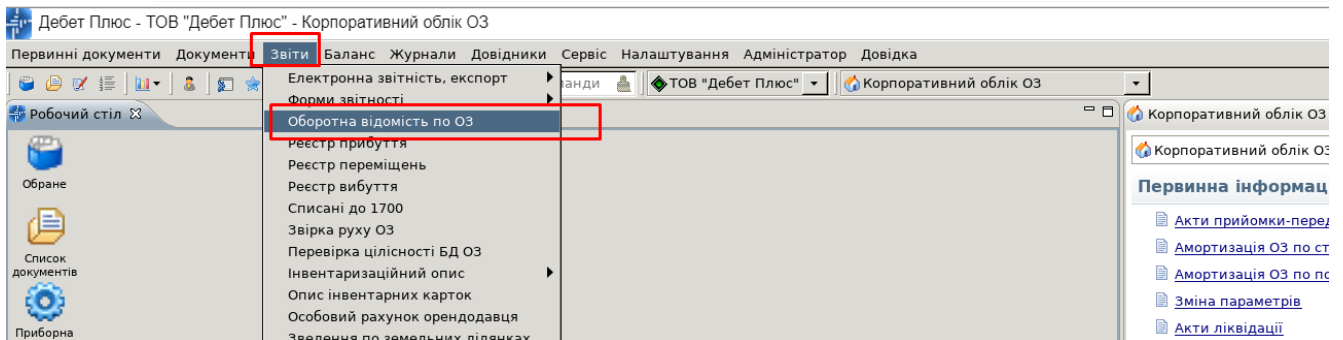 Дебет Плюс - ТОВ "Дебет Плюс" - Корпоративний облік ОЗ
Первинні документи Документи Звіти Баланс Журнали Довідники Сервіс Налаштування Адміністратор Довідка
ТОВ "Дебет Плюс" Корпоративний облік ОЗ
Робочий стіл
Обране
Список
документів
Приборна
Електронна звітність, експорт
Форми звітності
Оборотна відомість по ОЗ
Реєстр прибуття
Реєстр переміщень
Реєстр вибуття
Списані до 1700
Звірка руху ОЗ
Перевірка цілісності БД ОЗ
Інвентаризаційний опис
Опис інвентарних карток
Особовий рахунок орендодавця
Зведення по земельних ділянках
Корпоративний облік ОЗ
Корпоративний облік ОЗ
Первинна інформац
Акти прийомки-перед
Амортизація ОЗ по ст
Амортизація ОЗ по по
Зміна параметрів
Акти ліквідації